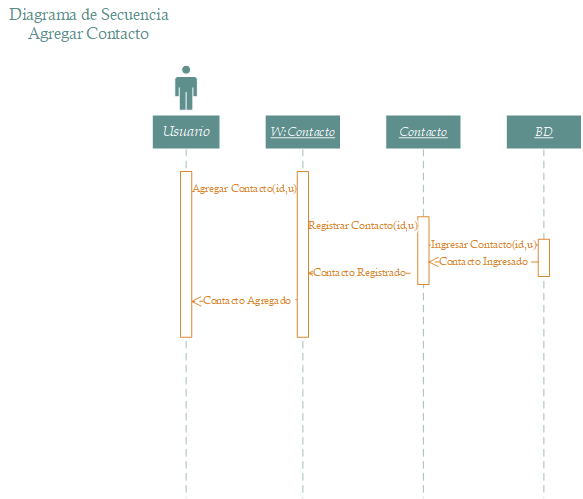 Diagrama de Secuencia
Agregar Contacto
Usuario
W:Contacto
Contacto
BD
Agregar Contacto(id,u)
Registrar Contacto(id,u)
Ingresar Contacto(id,u)
Contacto Ingresado
Contacto Registrado
Contacto Agregado